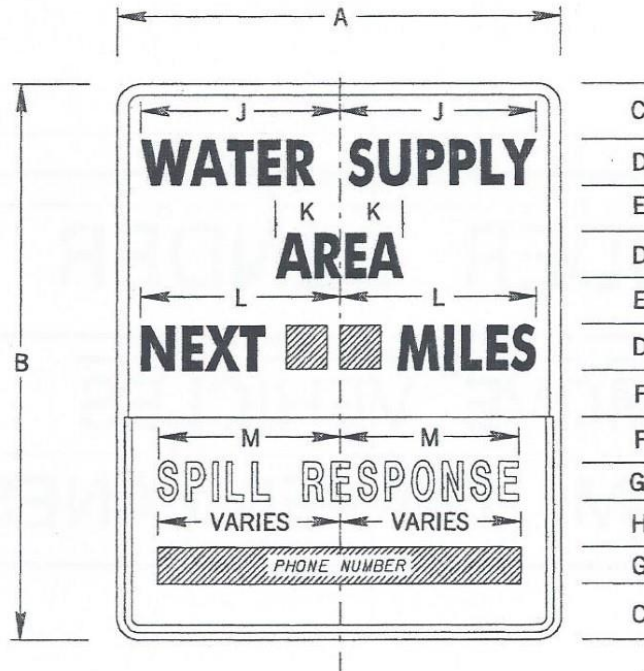 A
C
J J
WATER SUPPLY
D
K K
E
AREA
D
L L
E
NEXT MILES
D
B
F
M M
F
SPILL RESPONSE
G
VARIES VARIES
H
PHONE NUMBER
G
C